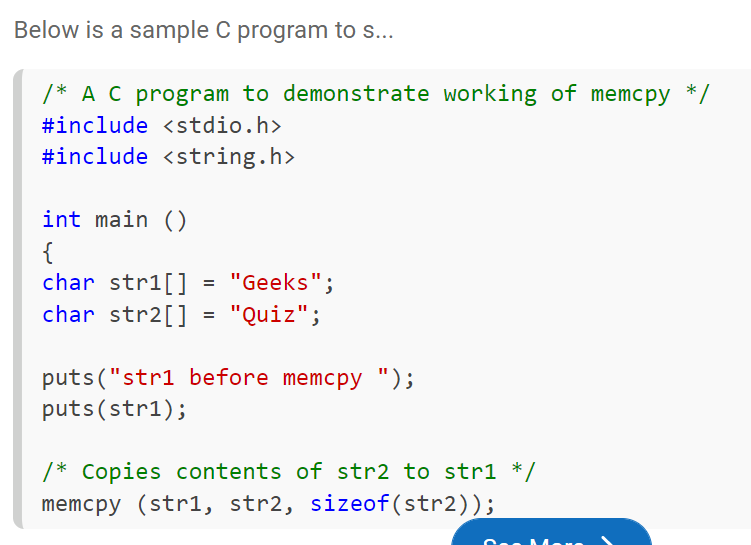 Below is a sample C program to s...
/* A C program to demonstrate working of memcpy */
#include <stdio.h>
#include <string.h>
int main ()
{
char str1[] = "Geeks";
char str2[] = "Quiz";
puts("str1 before memcpy ");
puts(str1);
/* Copies contents of str2 to str1 */
memcpy (str1, str2, sizeof(str2));
See More